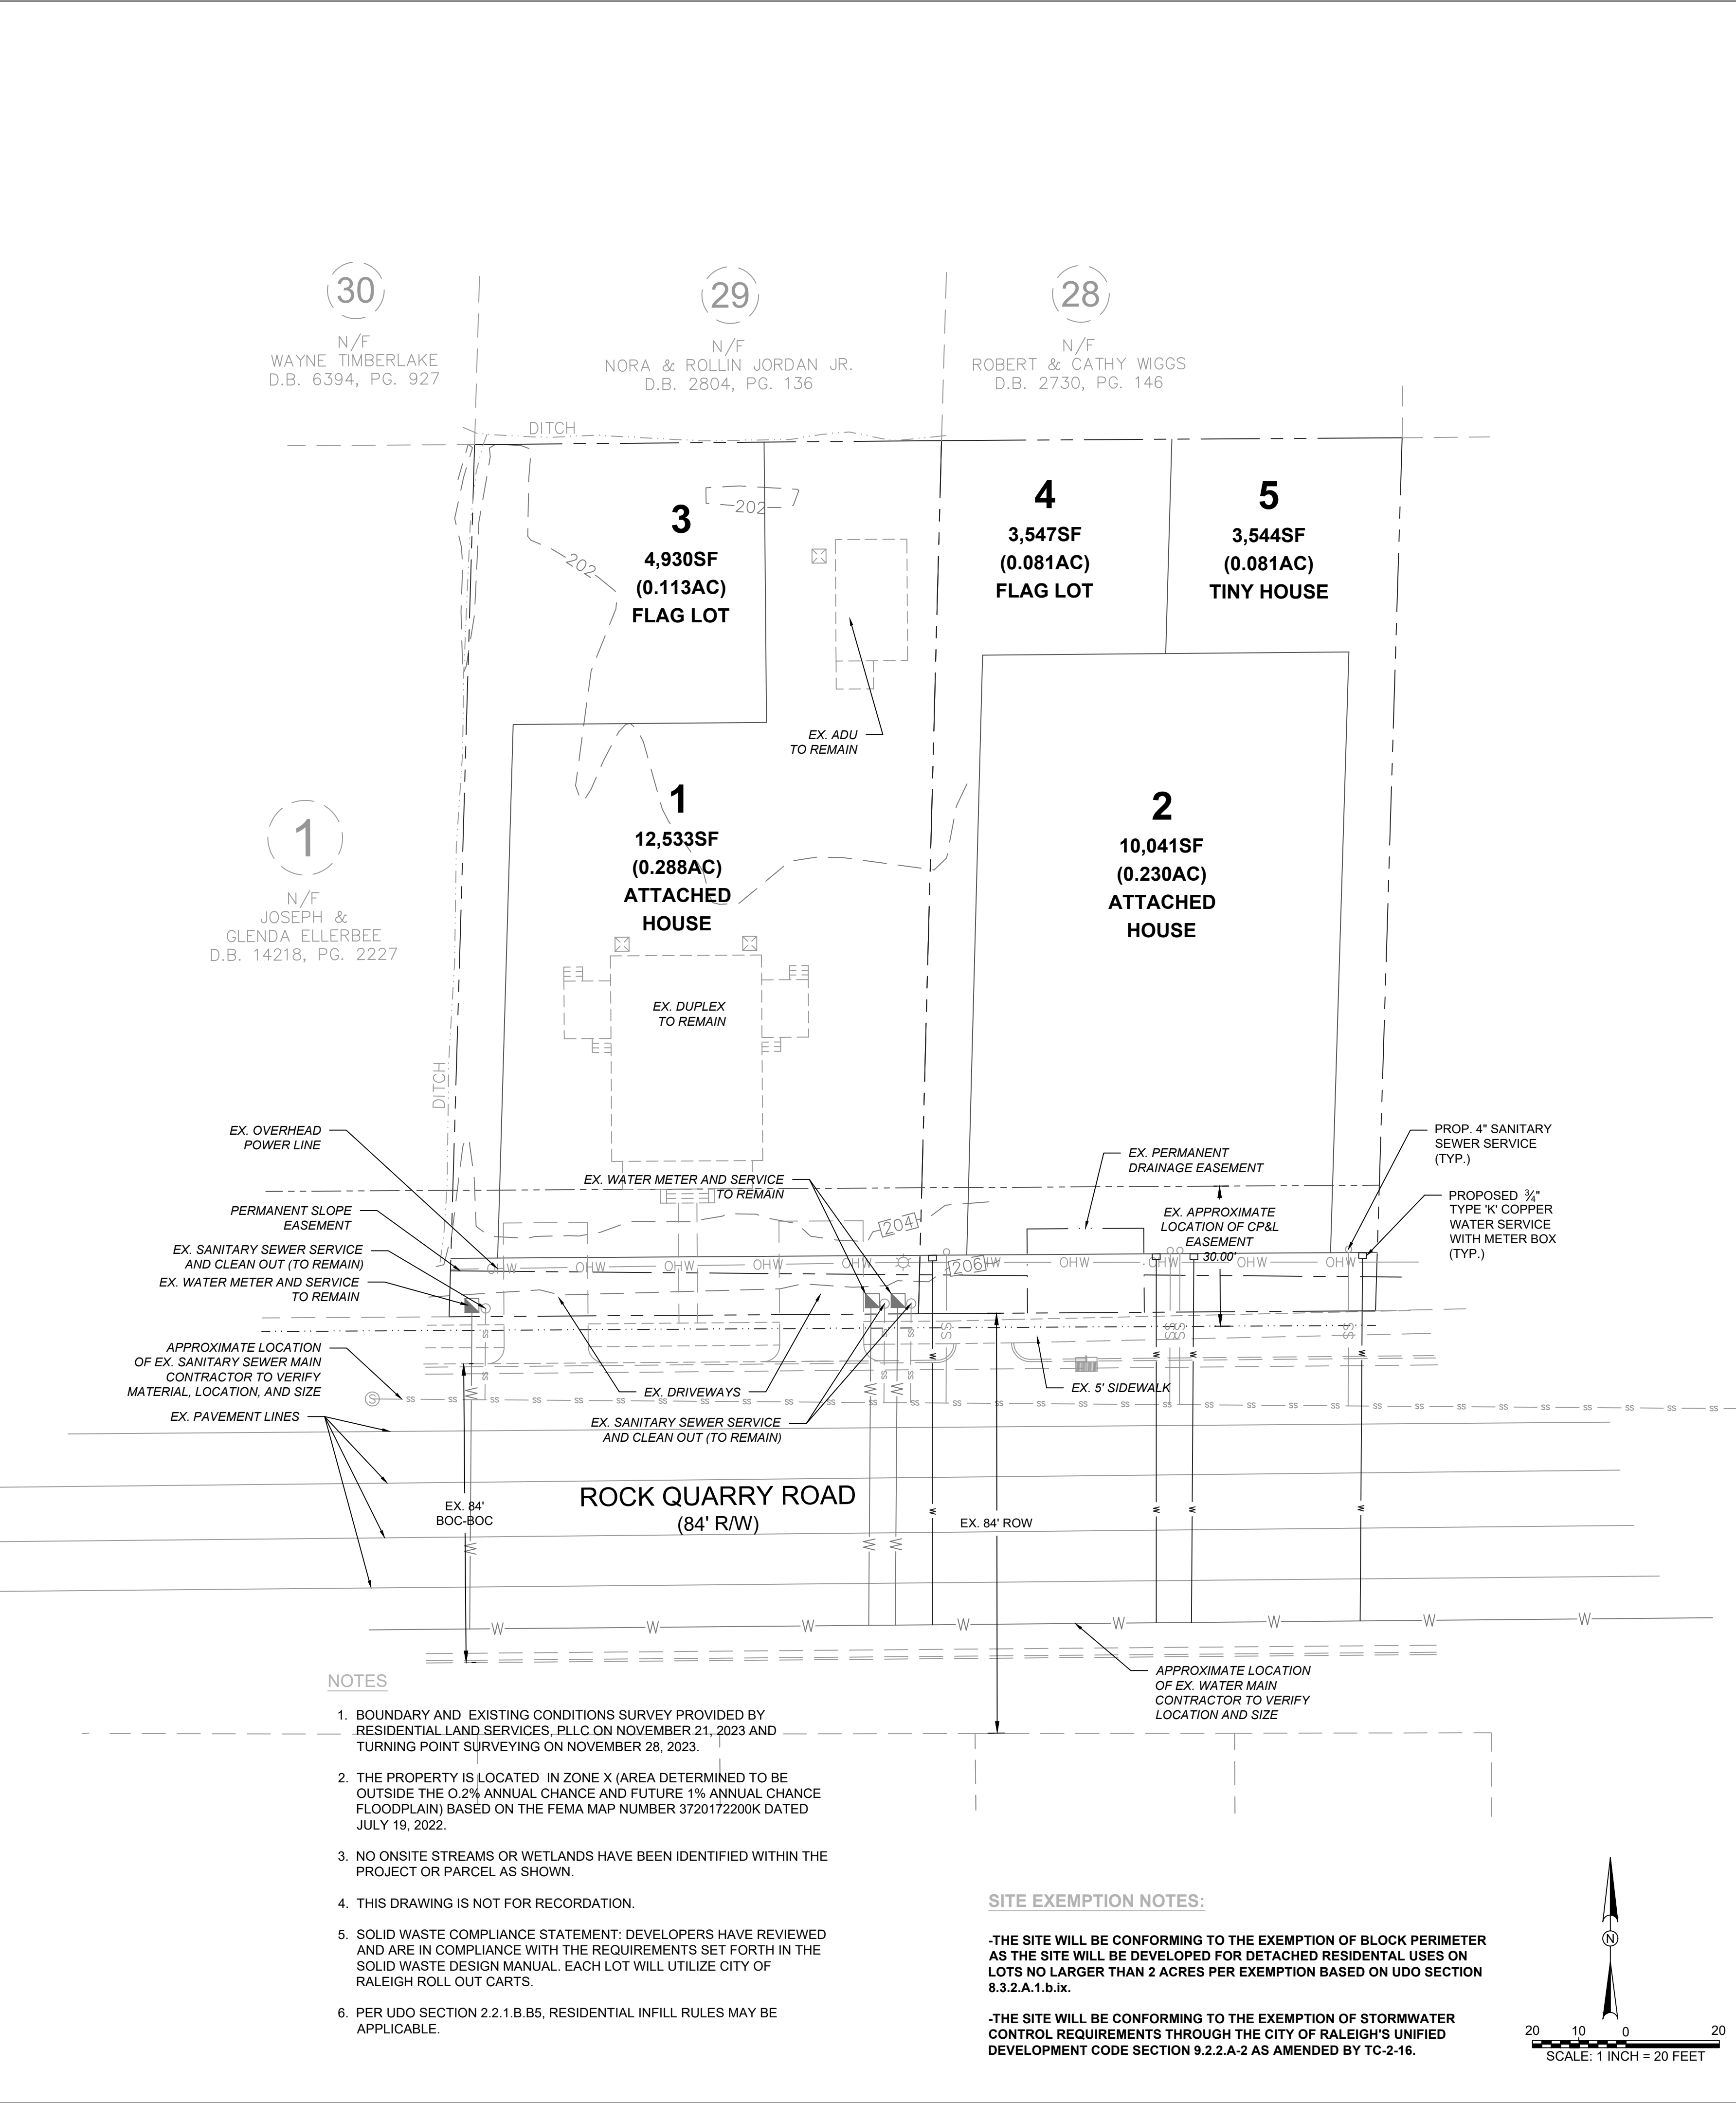 30
N/F
WAYNE TIMBERLAKE
D.B. 6394, PG. 927
29
N/F
NORA & ROLLIN JORDAN JR.
D.B. 2804, PG. 136
28
N/F
ROBERT & CATHY WIGGS
D.B. 2730, PG. 146
DITCH
3
4,930SF
(0.113AC)
FLAG LOT
202
202
4
3,547SF
(0.081AC)
FLAG LOT
5
3,544SF
(0.081AC)
TINY HOUSE
EX. ADU
TO REMAIN
1
12,533SF
(0.288AC)
ATTACHED
HOUSE
2
10,041SF
(0.230AC)
ATTACHED
HOUSE
1
N/F
JOSEPH &
GLENDA ELLERBEE
D.B. 14218, PG. 2227
EX. DUPLEX
TO REMAIN
DITCH
EX. OVERHEAD
POWER LINE
PERMANENT SLOPE
EASEMENT
EX. SANITARY SEWER SERVICE
AND CLEAN OUT (TO REMAIN)
EX. WATER METER AND SERVICE
TO REMAIN
APPROXIMATE LOCATION
OF EX. SANITARY SEWER MAIN
CONTRACTOR TO VERIFY
MATERIAL, LOCATION, AND SIZE
EX. PAVEMENT LINES
EX. WATER METER AND SERVICE
TO REMAIN
204
206
EX. PERMANENT
DRAINAGE EASEMENT
EX. APPROXIMATE
LOCATION OF CP&L
EASEMENT
30.00'
PROP. 4" SANITARY
SEWER SERVICE
(TYP.)
PROPOSED ¾"
TYPE 'K' COPPER
WATER SERVICE
WITH METER BOX
(TYP.)
OHW OHW OHW OHW OHW OHW OHW OHW OHW
EX. DRIVEWAYS
EX. 5' SIDEWALK
EX. SANITARY SEWER SERVICE
AND CLEAN OUT (TO REMAIN)
EX. 84'
BOC-BOC
ROCK QUARRY ROAD
(84' R/W)
EX. 84' ROW
W W W W W W W W
APPROXIMATE LOCATION
OF EX. WATER MAIN
CONTRACTOR TO VERIFY
LOCATION AND SIZE
NOTES
1. BOUNDARY AND EXISTING CONDITIONS SURVEY PROVIDED BY
RESIDENTIAL LAND SERVICES, PLLC ON NOVEMBER 21, 2023 AND
TURNING POINT SURVEYING ON NOVEMBER 28, 2023.
2. THE PROPERTY IS LOCATED IN ZONE X (AREA DETERMINED TO BE
OUTSIDE THE O.2% ANNUAL CHANCE AND FUTURE 1% ANNUAL CHANCE
FLOODPLAIN) BASED ON THE FEMA MAP NUMBER 3720172200K DATED
JULY 19, 2022.
3. NO ONSITE STREAMS OR WETLANDS HAVE BEEN IDENTIFIED WITHIN THE
PROJECT OR PARCEL AS SHOWN.
4. THIS DRAWING IS NOT FOR RECORDATION.
5. SOLID WASTE COMPLIANCE STATEMENT: DEVELOPERS HAVE REVIEWED
AND ARE IN COMPLIANCE WITH THE REQUIREMENTS SET FORTH IN THE
SOLID WASTE DESIGN MANUAL. EACH LOT WILL UTILIZE CITY OF
RALEIGH ROLL OUT CARTS.
6. PER UDO SECTION 2.2.1.B.B5, RESIDENTIAL INFILL RULES MAY BE
APPLICABLE.
SITE EXEMPTION NOTES:
-THE SITE WILL BE CONFORMING TO THE EXEMPTION OF BLOCK PERIMETER
AS THE SITE WILL BE DEVELOPED FOR DETACHED RESIDENTAL USES ON
LOTS NO LARGER THAN 2 ACRES PER EXEMPTION BASED ON UDO SECTION
8.3.2.A.1.b.ix.
-THE SITE WILL BE CONFORMING TO THE EXEMPTION OF STORMWATER
CONTROL REQUIREMENTS THROUGH THE CITY OF RALEIGH'S UNIFIED
DEVELOPMENT CODE SECTION 9.2.2.A-2 AS AMENDED BY TC-2-16.
N
20 10 0 20
SCALE: 1 INCH = 20 FEET